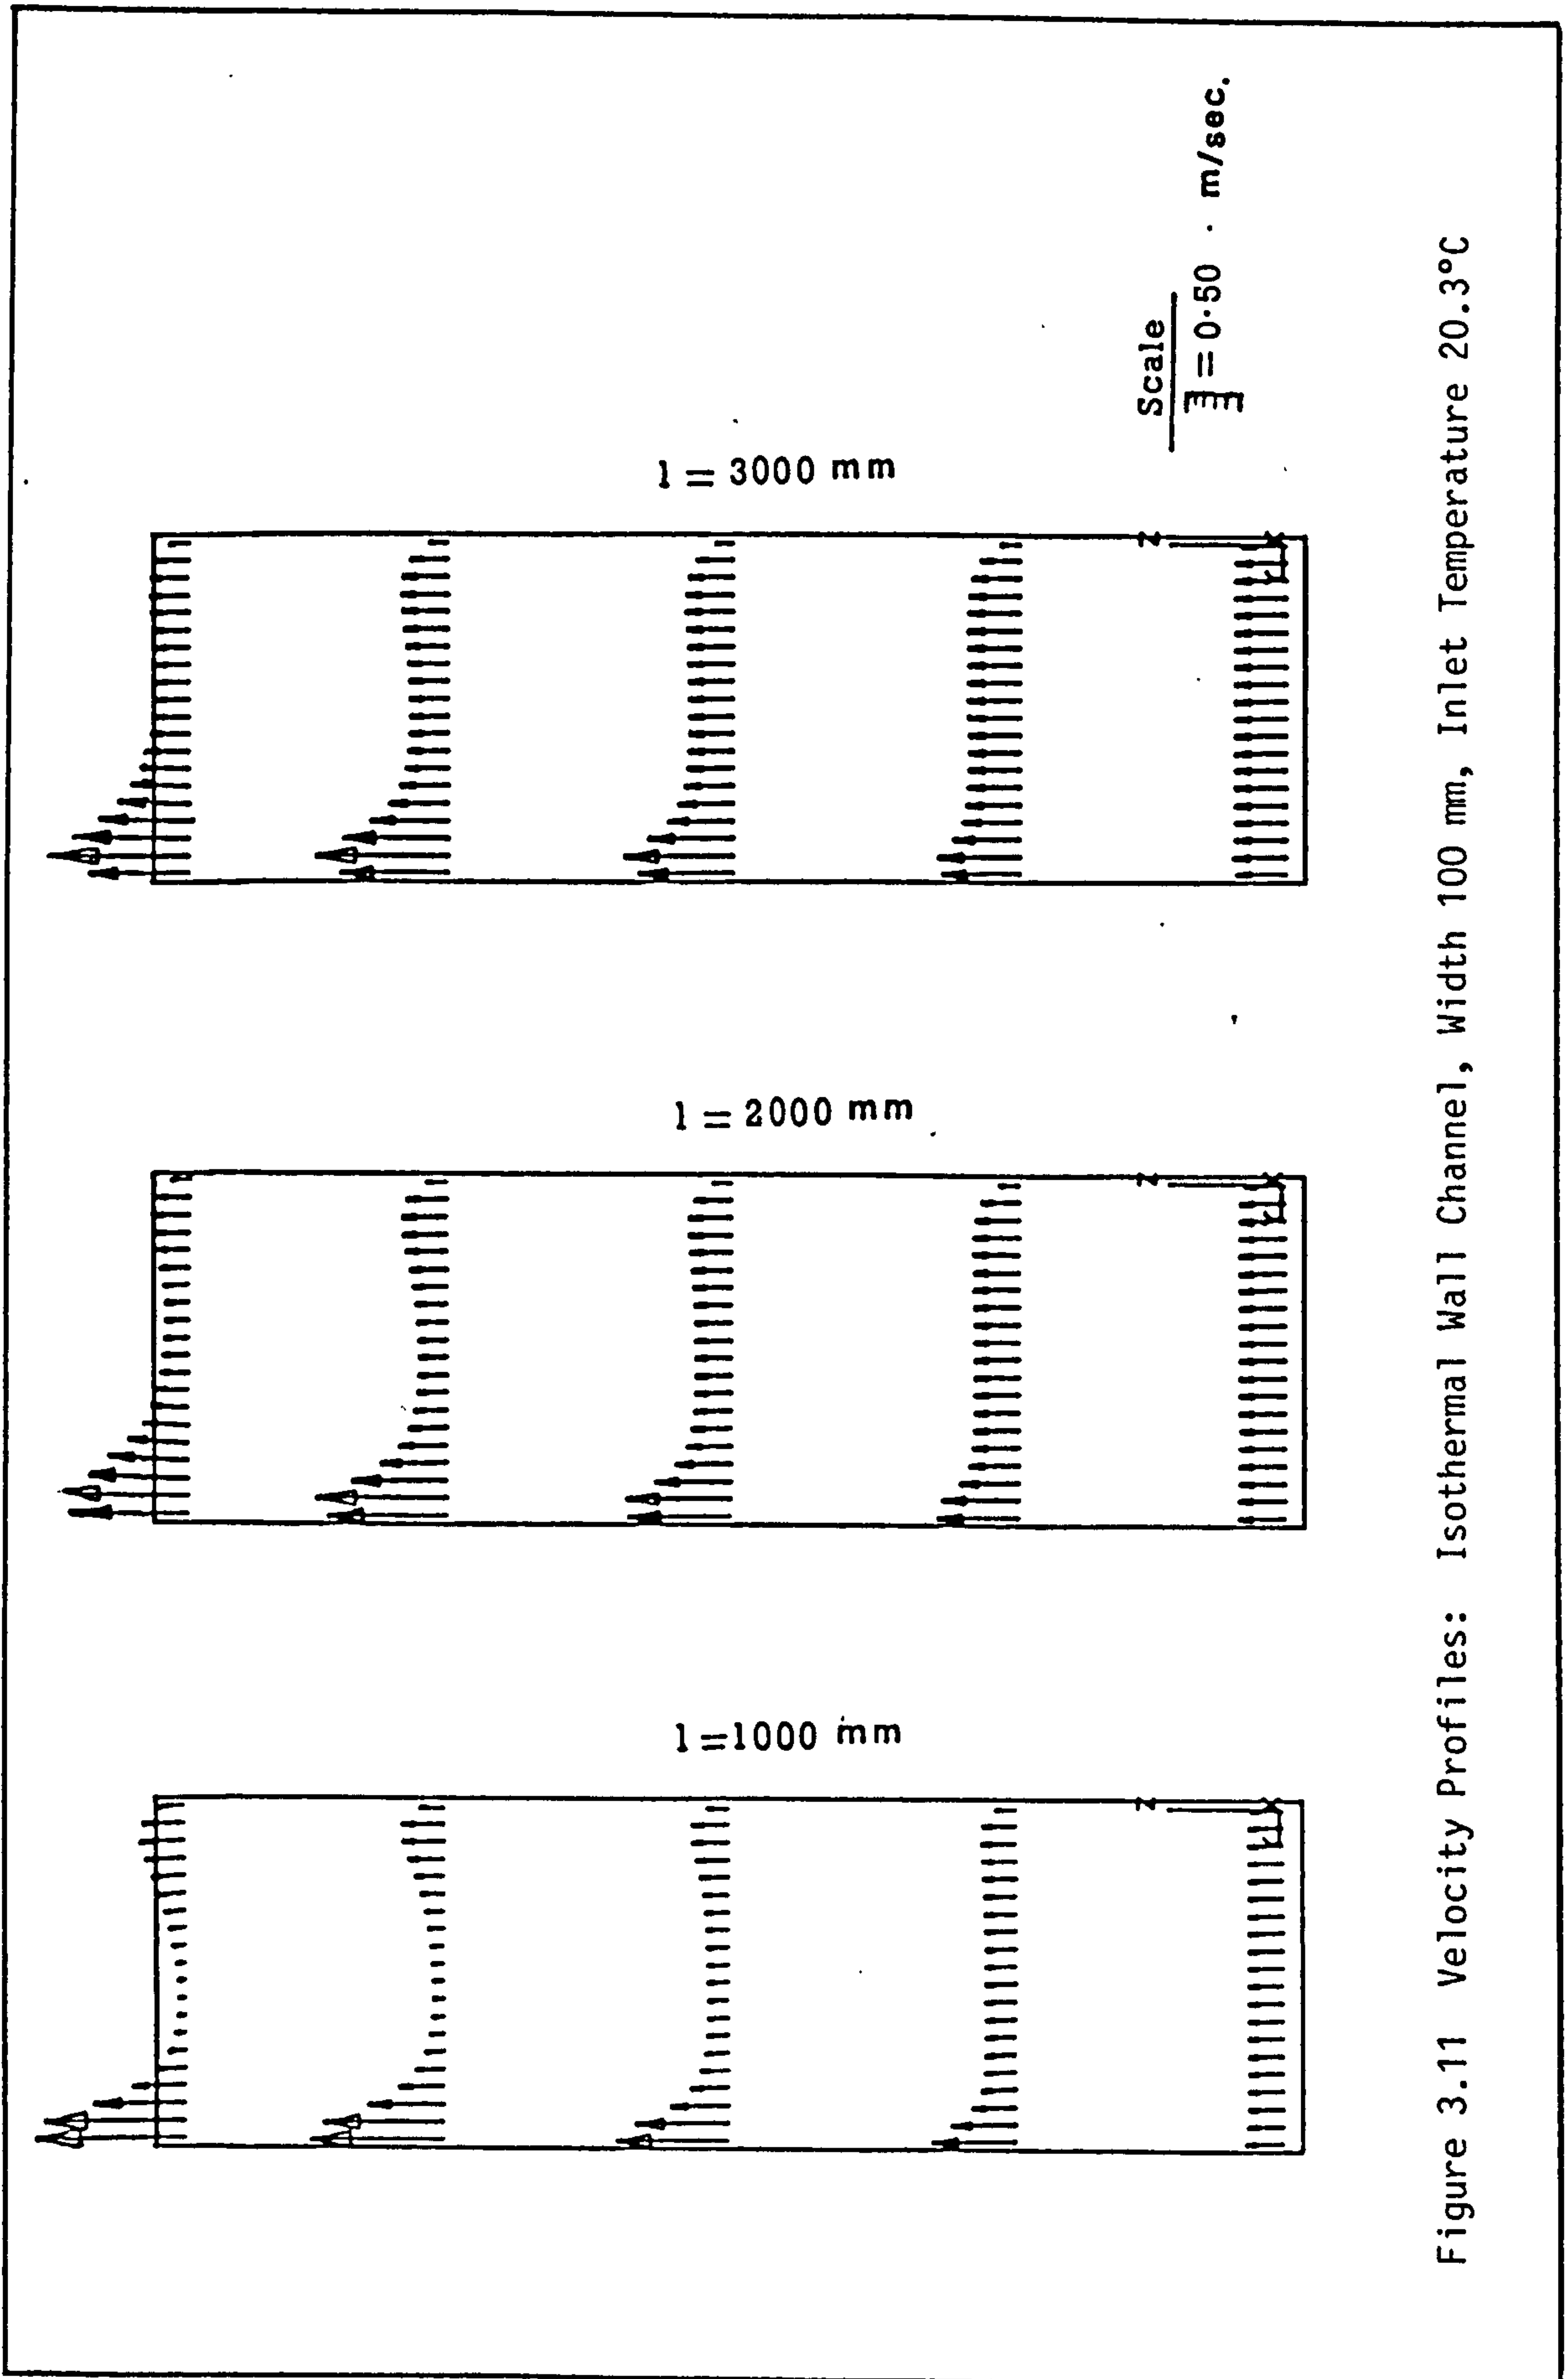 l = 1000 mm
l = 2000 mm
l = 3000 mm
Scale
= 0·50 · m/sec.
Z
X
Z
X
Z
X
Figure 3.11 Velocity Profiles: Isothermal Wall Channel, Width 100 mm, Inlet Temperature 20.3°C